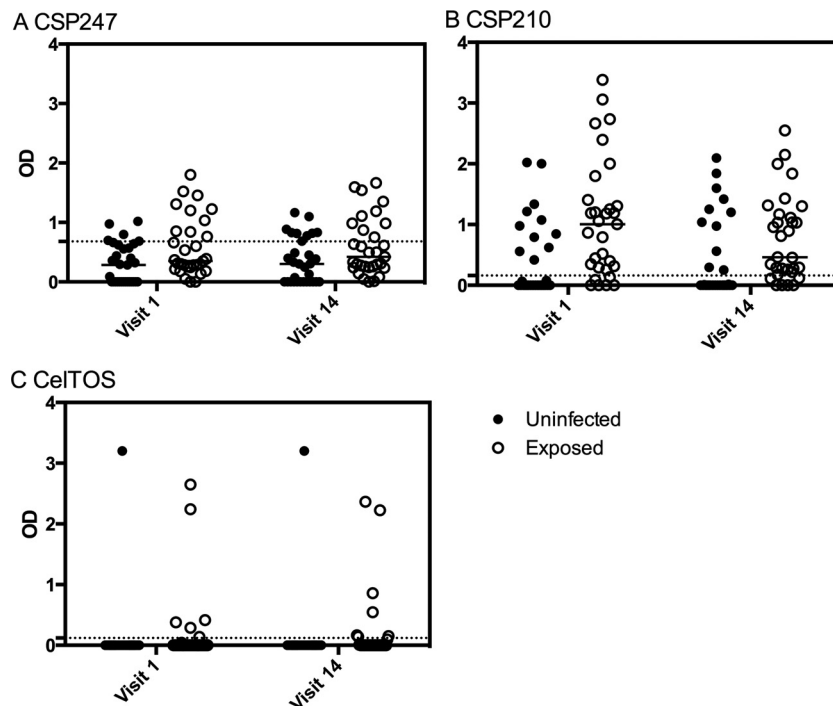 A CSP247
4
3
2
1
0
OD
Visit 1
Visit 14
B CSP210
4
3
2
1
0
Visit 1
Visit 14
C CelTOS
4
3
2
1
0
OD
Visit 1
Visit 14
Uninfected
Exposed